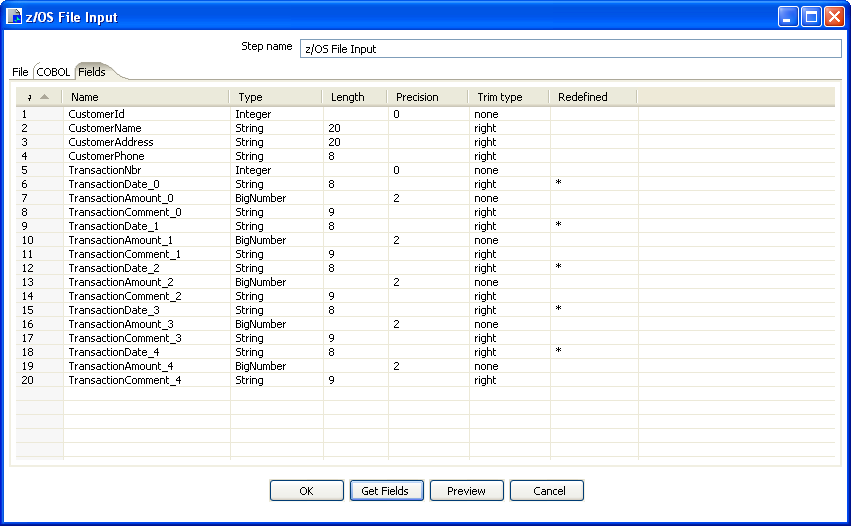 z/OS File Input
Step name z/OS File Input
File COBOL Fields
# Name Type Length Precision Trim type Redefined
1 CustomerId Integer 0 none
2 CustomerName String 20 right
3 CustomerAddress String 20 right
4 CustomerPhone String 8 right
5 TransactionNbr Integer 0 none
6 TransactionDate_0 String 8 right *
7 TransactionAmount_0 BigNumber 2 none
8 TransactionComment_0 String 9 right
9 TransactionDate_1 String 8 right *
10 TransactionAmount_1 BigNumber 2 none
11 TransactionComment_1 String 9 right
12 TransactionDate_2 String 8 right *
13 TransactionAmount_2 BigNumber 2 none
14 TransactionComment_2 String 9 right
15 TransactionDate_3 String 8 right *
16 TransactionAmount_3 BigNumber 2 none
17 TransactionComment_3 String 9 right
18 TransactionDate_4 String 8 right *
19 TransactionAmount_4 BigNumber 2 none
20 TransactionComment_4 String 9 right
OK Get Fields Preview Cancel